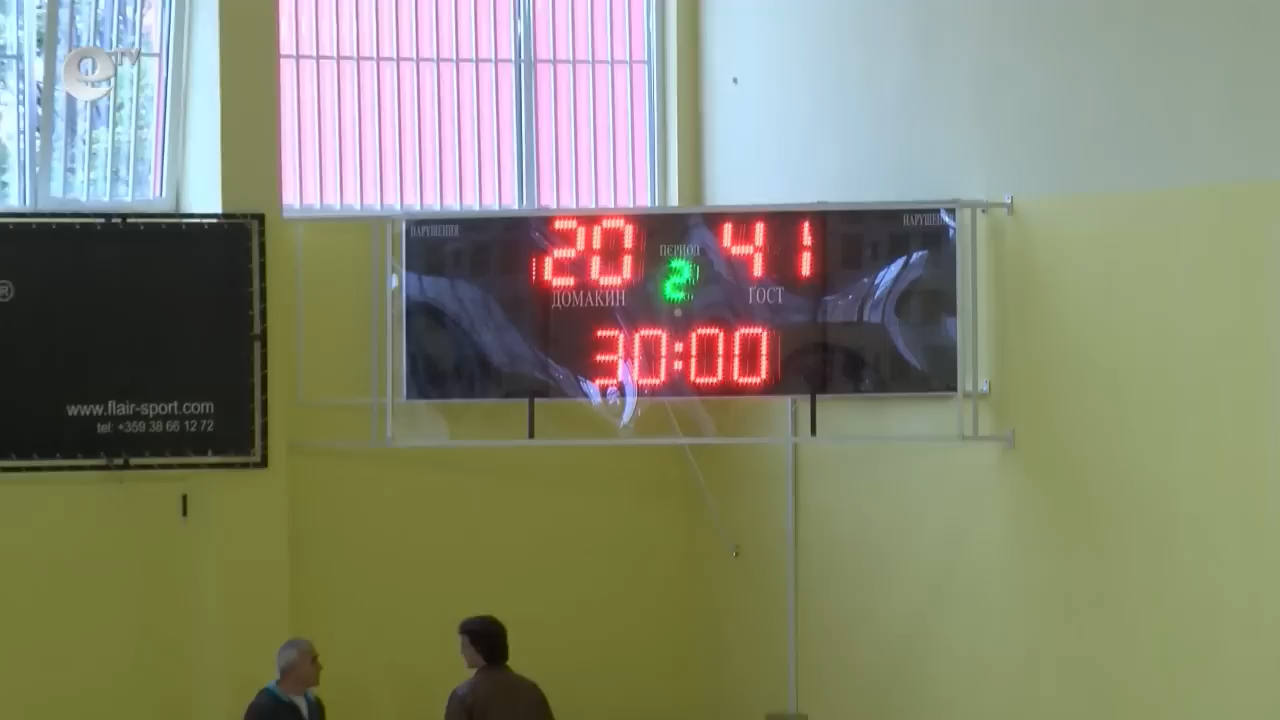 eTV
®
НАРУШЕНИЯ
НАРУШЕНИЯ
20
41
ПЕРИОД
2
ДОМАКИН
ГОСТ
30:00
www.flair-sport.com
tel: +359 38 66 12 72